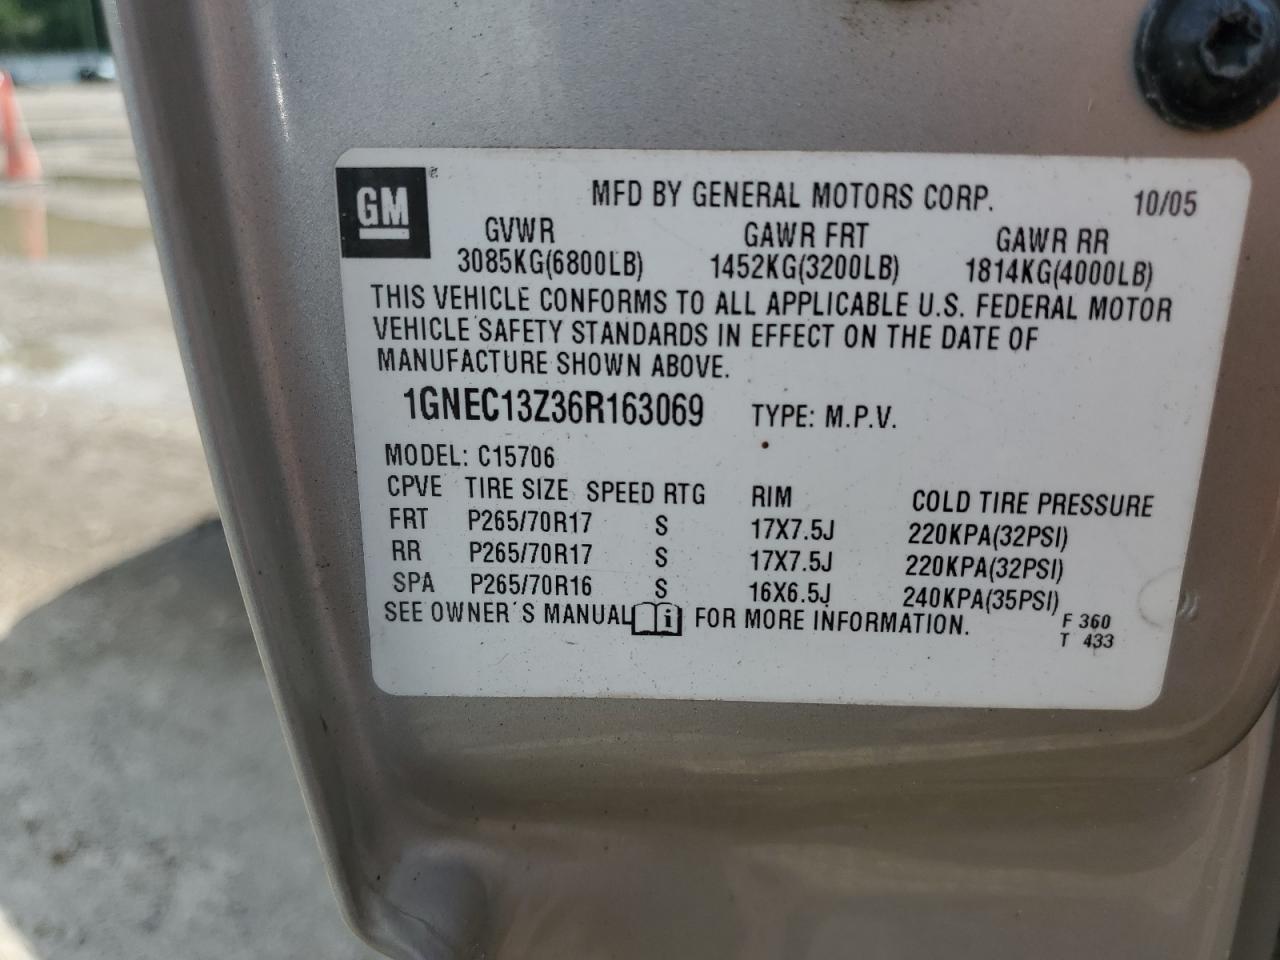 GM
MFD BY GENERAL MOTORS CORP. 10/05
GVWR GAWR FRT GAWR RR
3085KG(6800LB) 1452KG(3200LB) 1814KG(4000LB)
THIS VEHICLE CONFORMS TO ALL APPLICABLE U.S. FEDERAL MOTOR
VEHICLE SAFETY STANDARDS IN EFFECT ON THE DATE OF
MANUFACTURE SHOWN ABOVE.
1GNEC13Z36R163069 TYPE: M.P.V.
MODEL: C15706
CPVE TIRE SIZE SPEED RTG RIM COLD TIRE PRESSURE
FRT P265/70R17 S 17X7.5J 220KPA(32PSI)
RR P265/70R17 S 17X7.5J 220KPA(32PSI)
SPA P265/70R16 S 16X6.5J 240KPA(35PSI)
SEE OWNER'S MANUAL i FOR MORE INFORMATION.
F 360
T 433